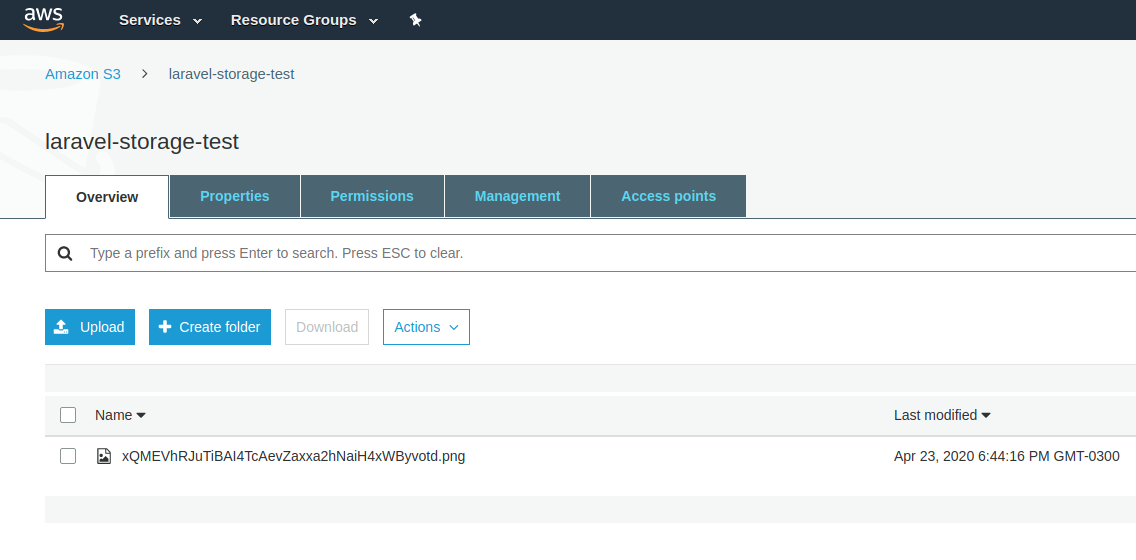 aws Services Resource Groups
Amazon S3 laravel-storage-test
laravel-storage-test
Overview Properties Permissions Management Access points
Type a prefix and press Enter to search. Press ESC to clear.
Upload Create folder Download Actions
Name Last modified
xQMEVhRJuTiBAI4TcAevZaxxa2hNaiH4xWByvotd.png Apr 23, 2020 6:44:16 PM GMT-0300